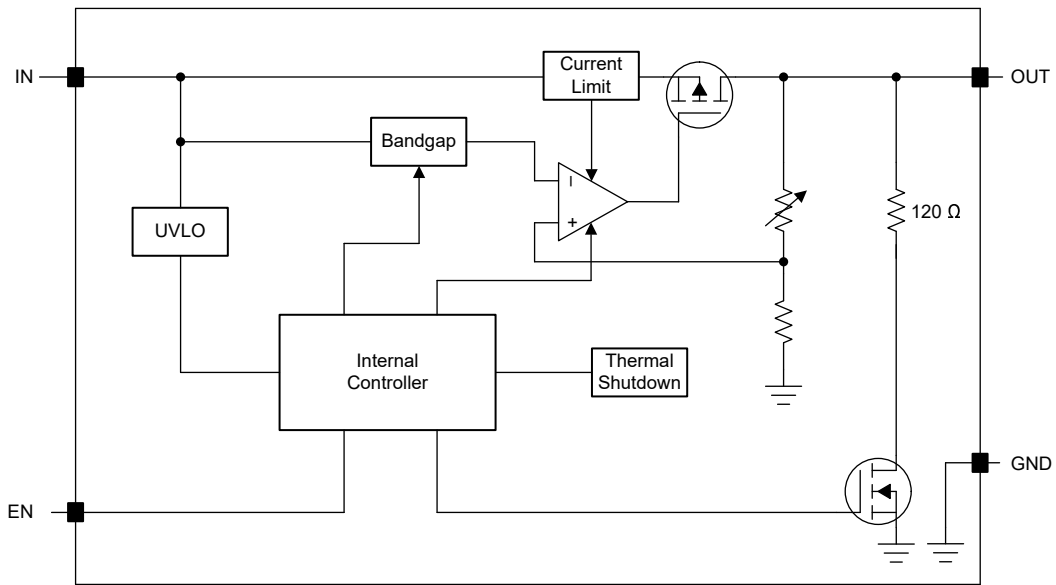 IN
Current
Limit
OUT
Bandgap
–
+
UVLO
120 Ω
Internal
Controller
Thermal
Shutdown
GND
EN